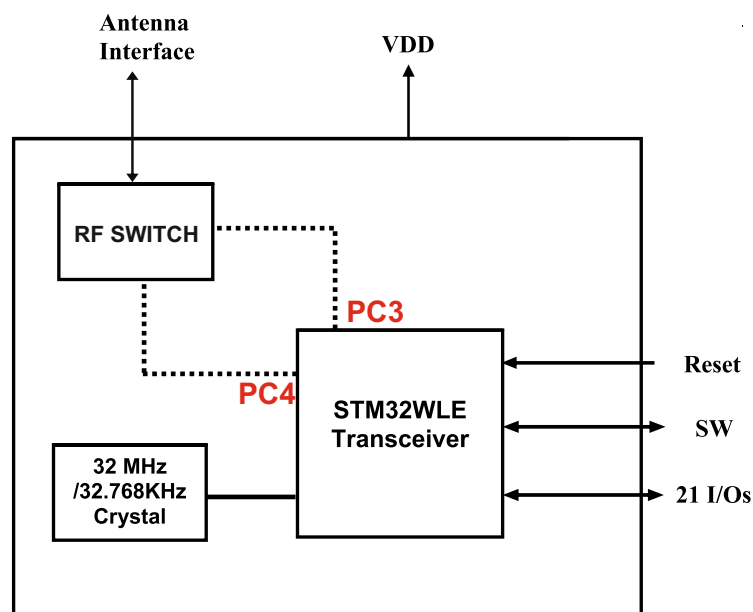 Antenna
Interface
VDD
RF SWITCH
PC3
PC4
STM32WLE
Transceiver
Reset
SW
21 I/Os
32 MHz
/32.768KHz
Crystal